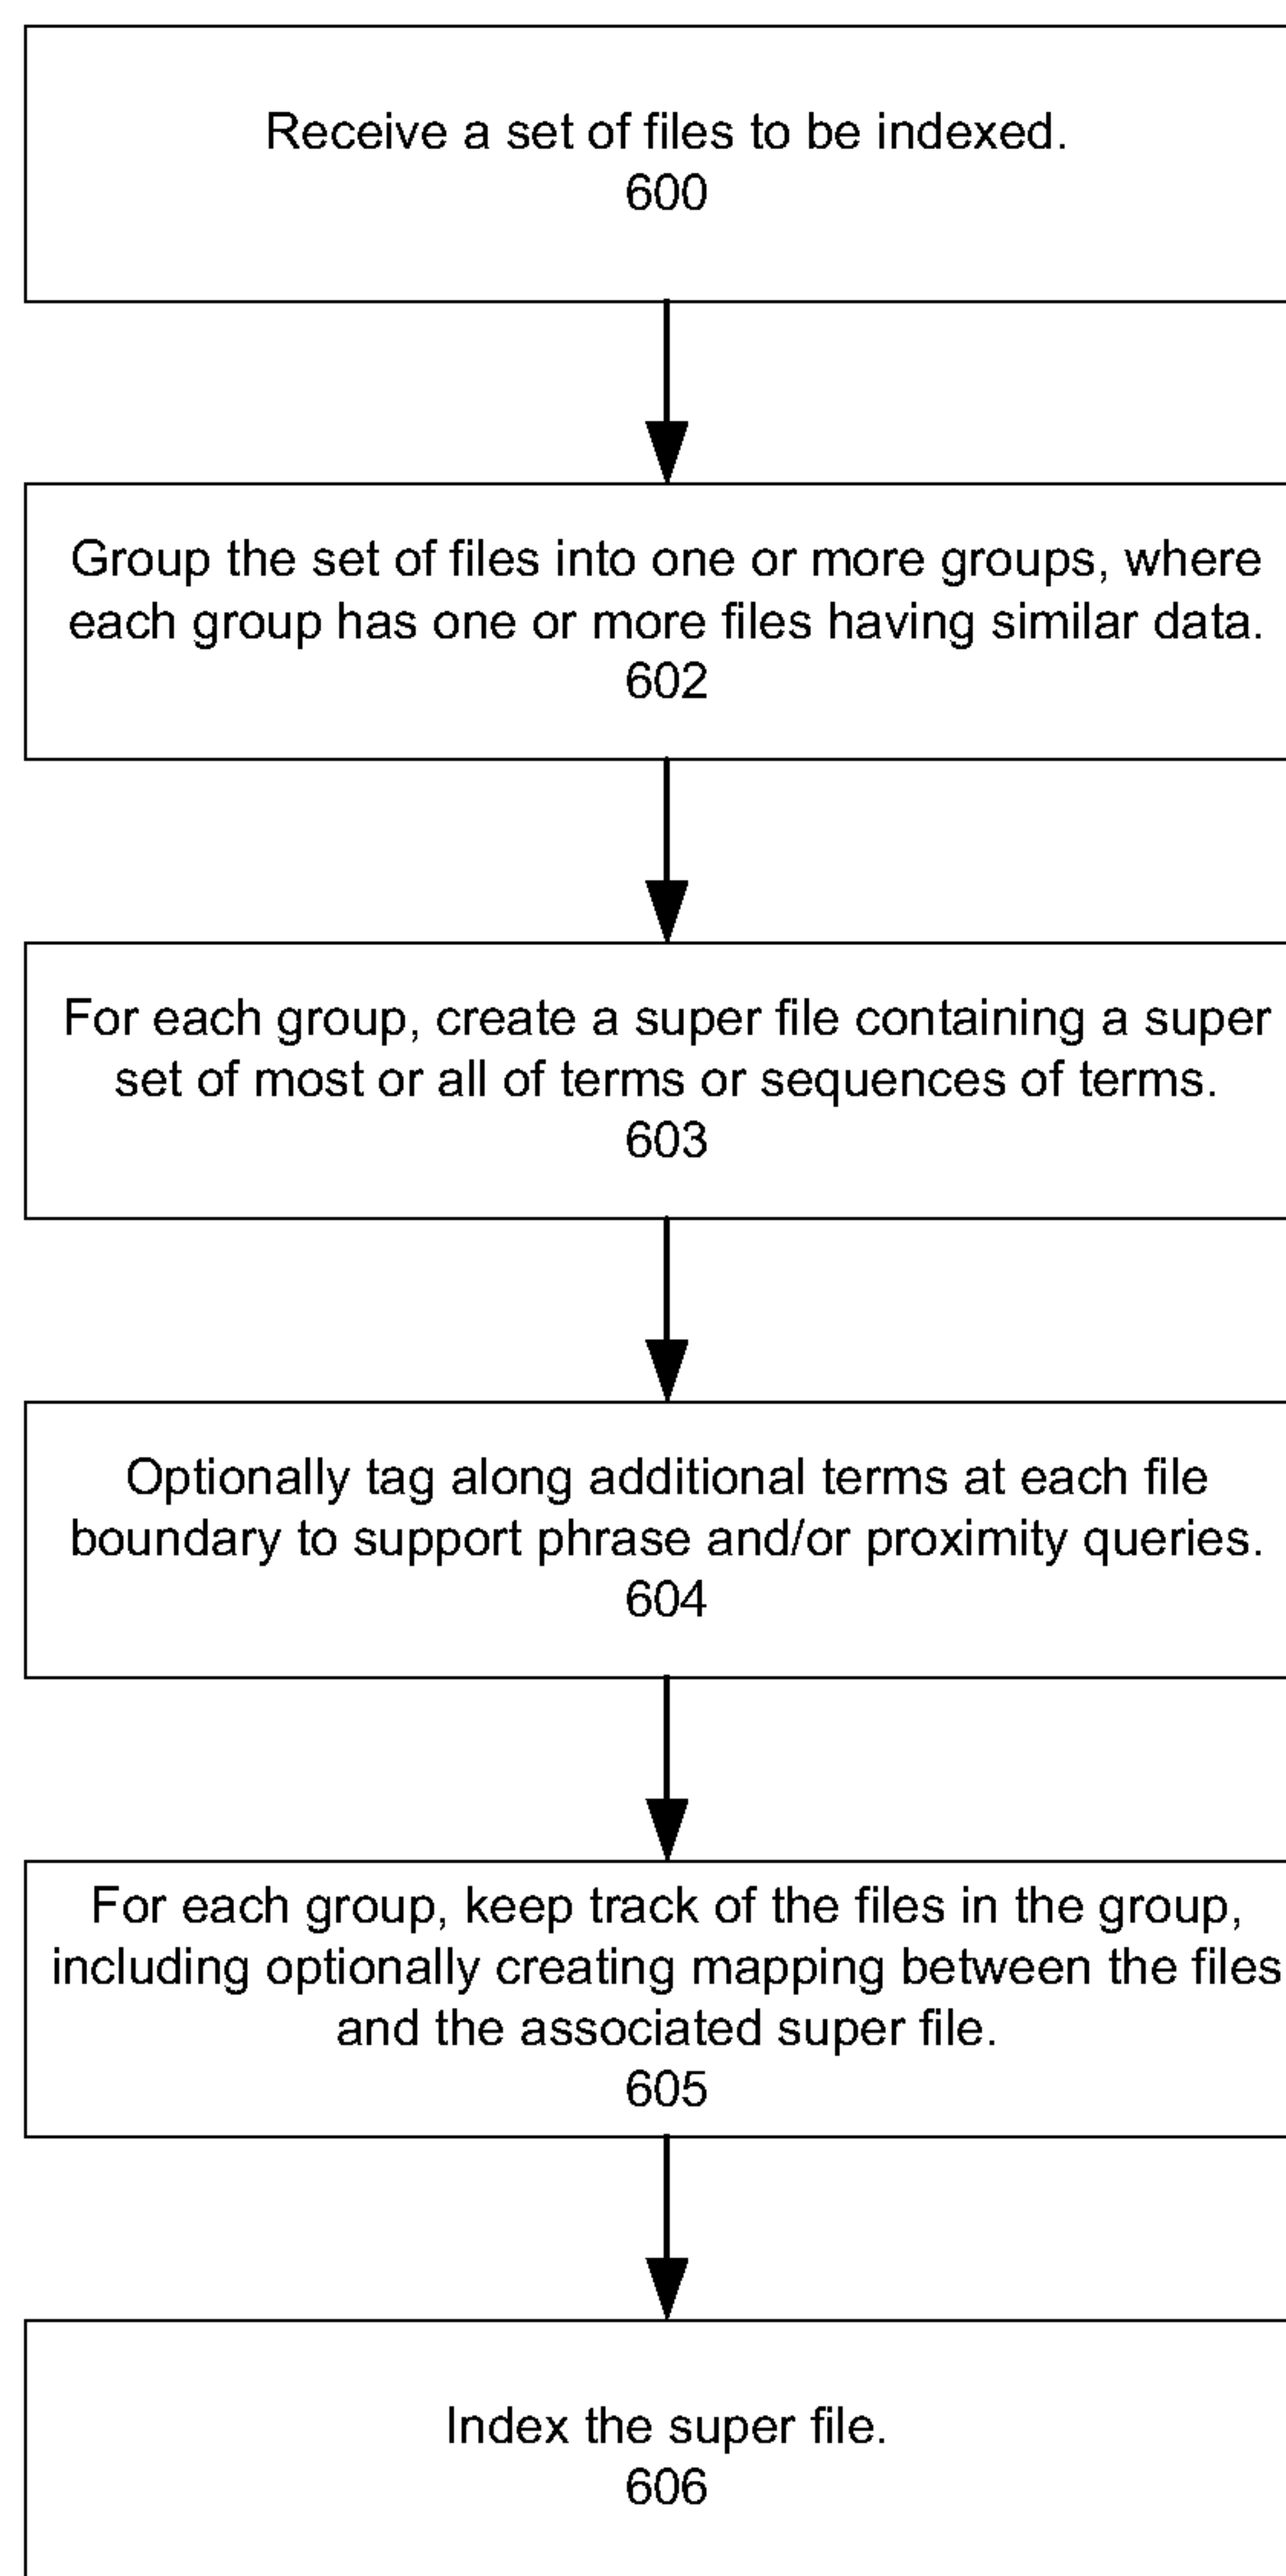 Receive a set of files to be indexed.
600
Group the set of files into one or more groups, where
each group has one or more files having similar data.
602
For each group, create a super file containing a super
set of most or all of terms or sequences of terms.
603
Optionally tag along additional terms at each file
boundary to support phrase and/or proximity queries.
604
For each group, keep track of the files in the group,
including optionally creating mapping between the files
and the associated super file.
605
Index the super file.
606